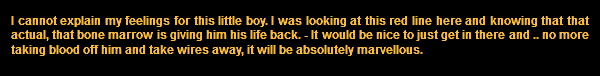 I cannot explain my feelings for this little boy. I was looking at this red line here and knowing that that
actual, that bone marrow is giving him his life back. - It would be nice to just get in there and .. no more
taking blood off him and take wires away, it will be absolutely marvellous.